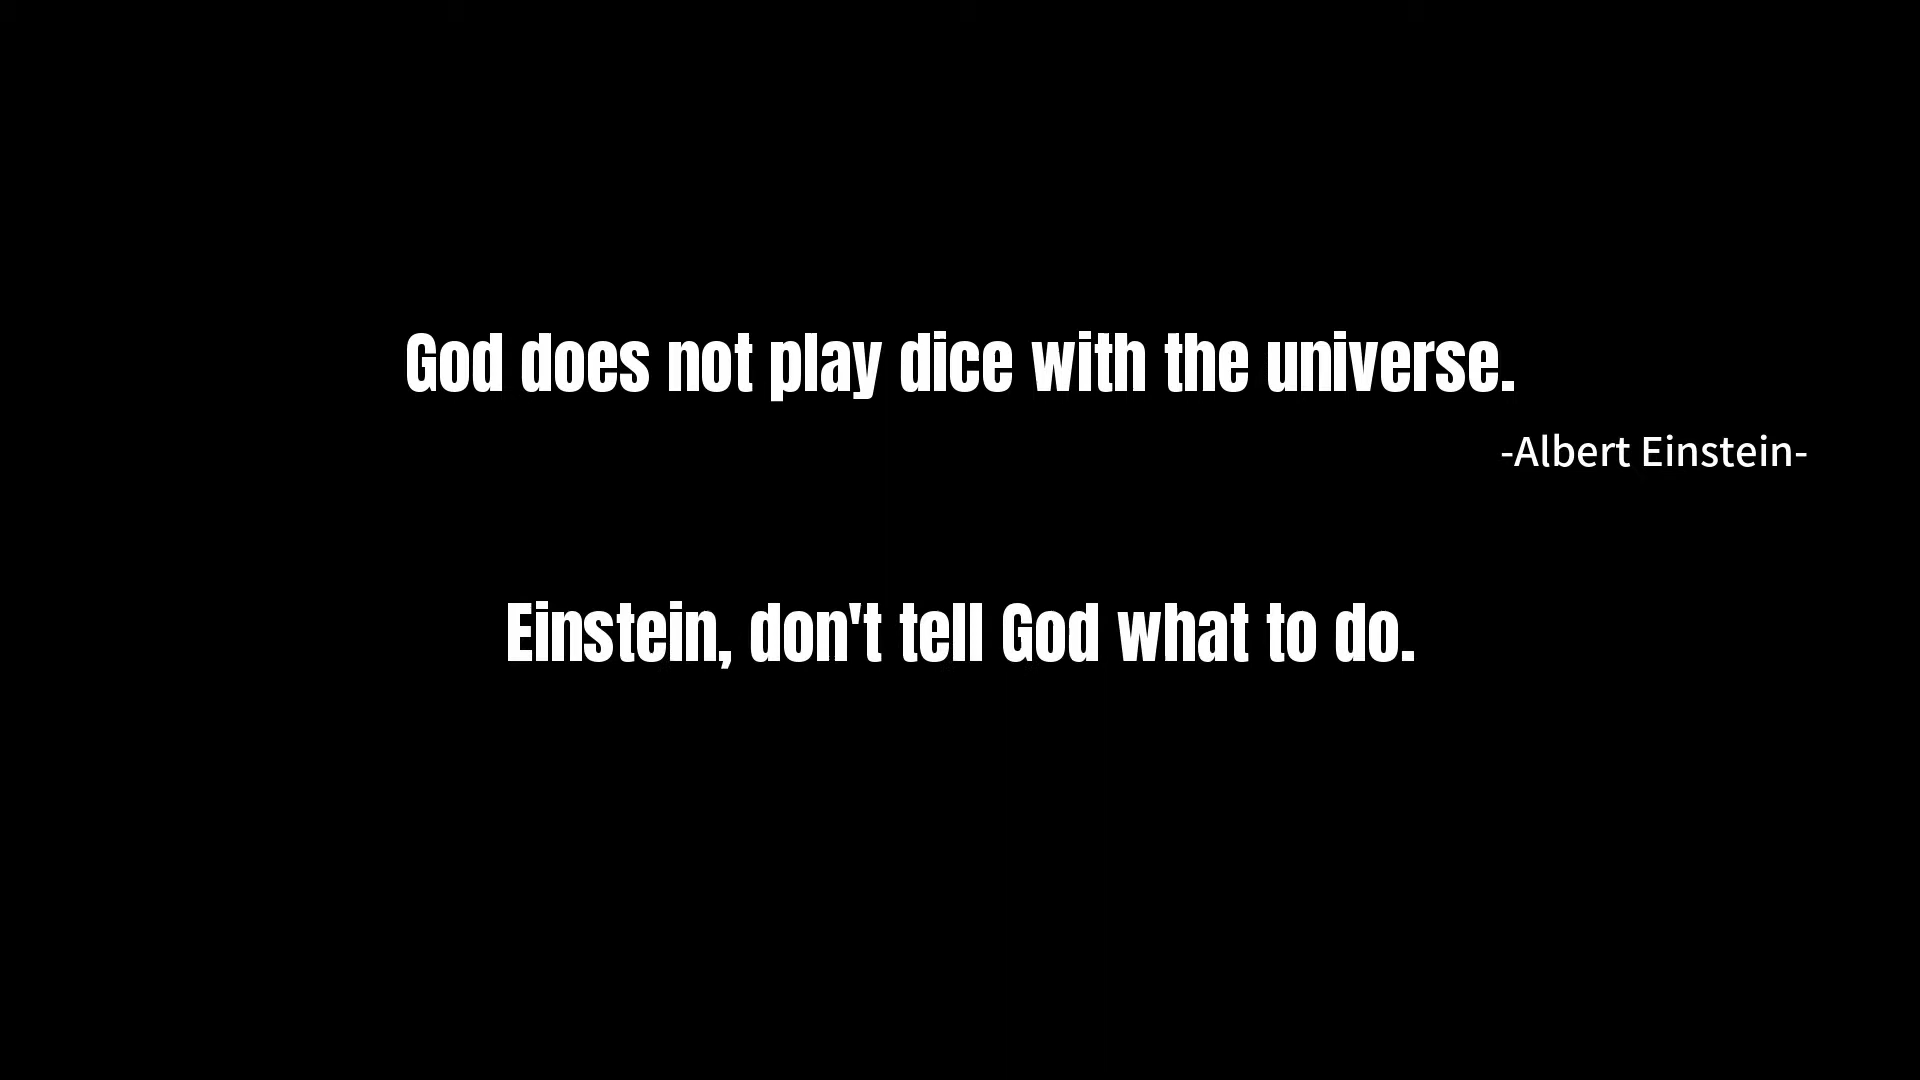 God does not play dice with the universe.
-Albert Einstein-
Einstein, don't tell God what to do.